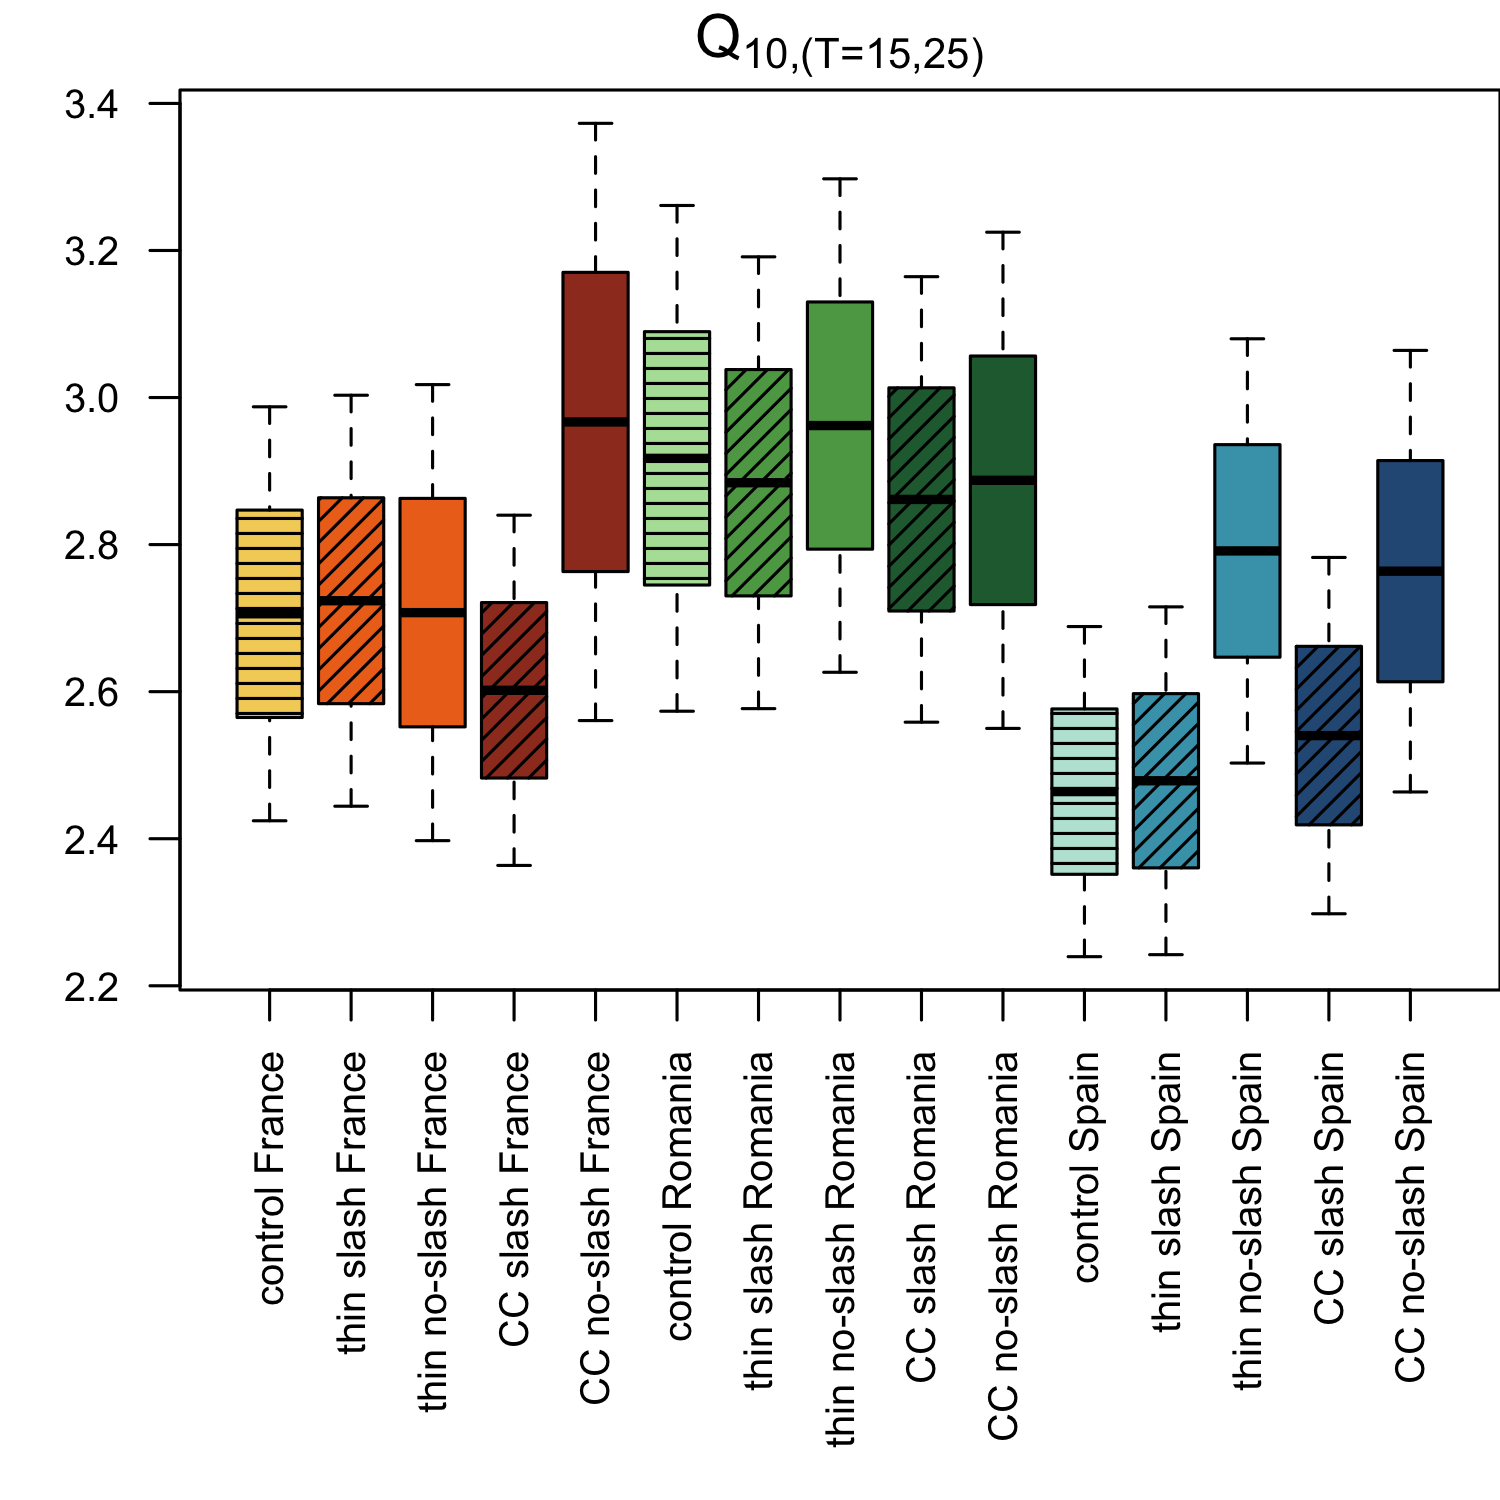 Q10,(T=15,25)
3.4
3.2
3.0
2.8
2.6
2.4
2.2
control France
thin slash France
thin no-slash France
CC slash France
CC no-slash France
control Romania
thin slash Romania
thin no-slash Romania
CC slash Romania
CC no-slash Romania
control Spain
thin slash Spain
thin no-slash Spain
CC slash Spain
CC no-slash Spain